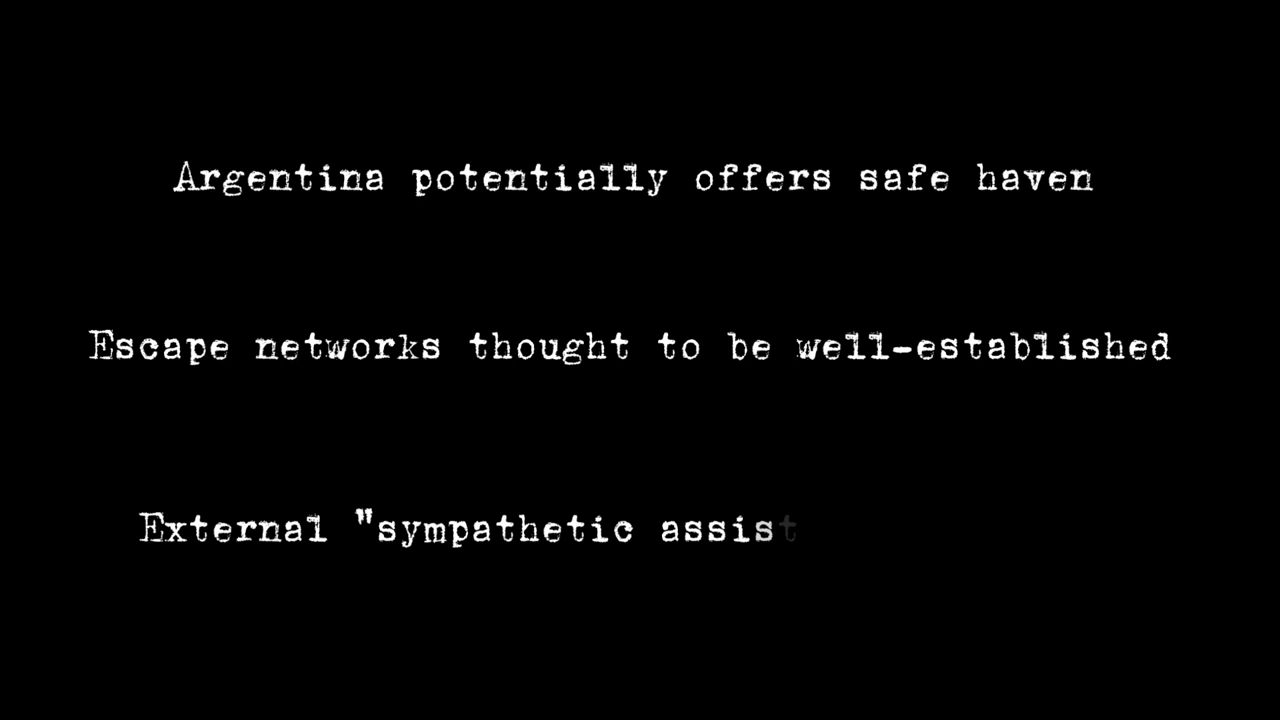 Argentina potentially offers safe haven
Escape networks thought to be well-established
External "sympathetic assist